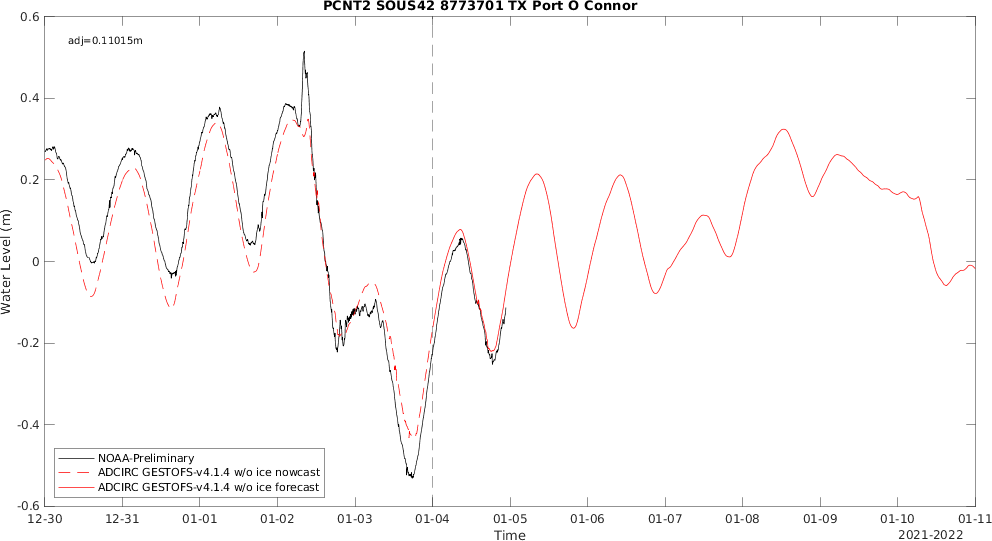 PCNT2 SOUS42 8773701 TX Port O Connor
adj=0.11015m
0.6
0.4
0.2
0
-0.2
-0.4
-0.6
Water Level (m)
NOAA-Preliminary
ADCIRC GESTOFS-v4.1.4 w/o ice nowcast
ADCIRC GESTOFS-v4.1.4 w/o ice forecast
12-30 12-31 01-01 01-02 01-03 01-04 01-05 01-06 01-07 01-08 01-09 01-10 01-11
Time
2021-2022